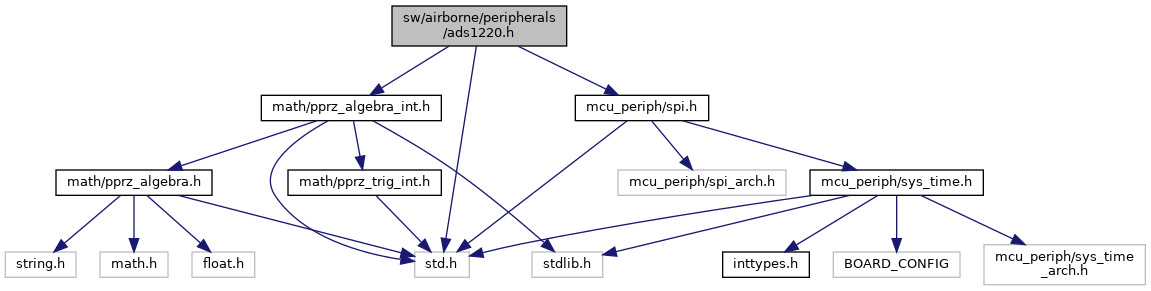 sw/airborne/peripherals
/ads1220.h
math/pprz_algebra_int.h
mcu_periph/spi.h
math/pprz_algebra.h
math/pprz_trig_int.h
mcu_periph/spi_arch.h
mcu_periph/sys_time.h
string.h
math.h
float.h
std.h
stdlib.h
inttypes.h
BOARD_CONFIG
mcu_periph/sys_time
_arch.h